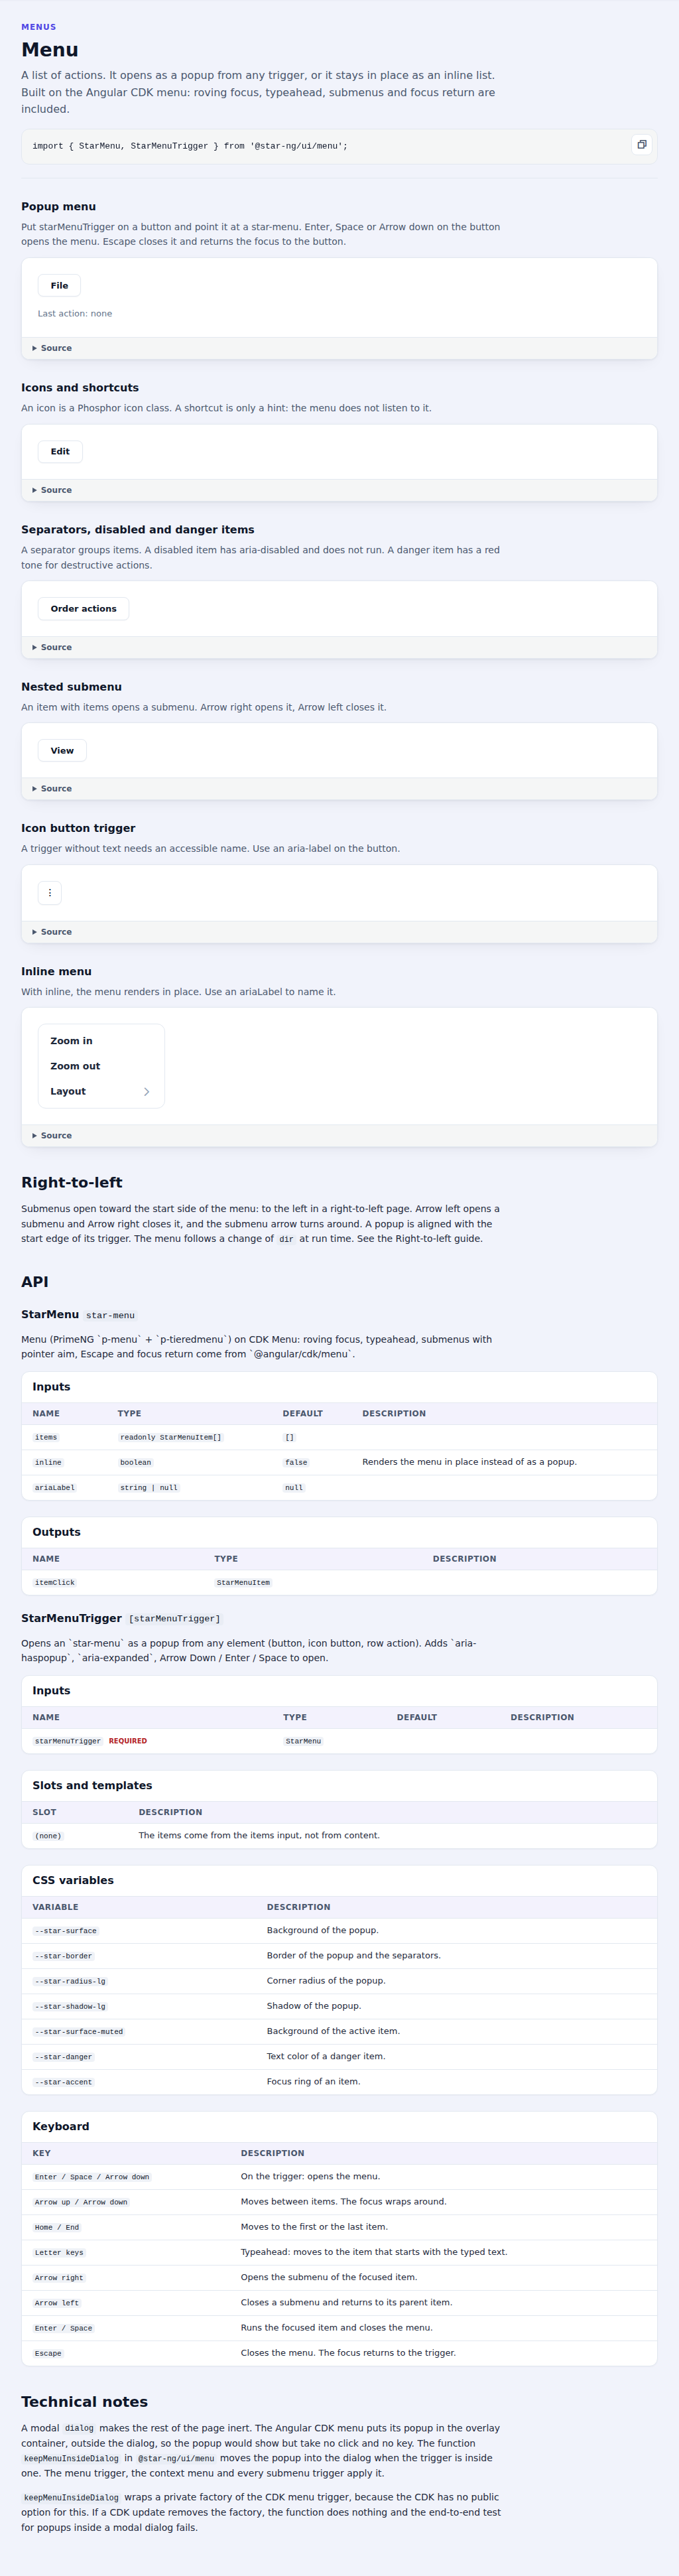 MENUS
Menu
A list of actions. It opens as a popup from any trigger, or it stays in place as an inline list.
Built on the Angular CDK menu: roving focus, typeahead, submenus and focus return are
included.
import { StarMenu, StarMenuTrigger } from '@star-ng/ui/menu';
Popup menu
Put starMenuTrigger on a button and point it at a star-menu. Enter, Space or Arrow down on the button
opens the menu. Escape closes it and returns the focus to the button.
File
Last action: none
Source
Icons and shortcuts
An icon is a Phosphor icon class. A shortcut is only a hint: the menu does not listen to it.
Edit
Source
Separators, disabled and danger items
A separator groups items. A disabled item has aria-disabled and does not run. A danger item has a red
tone for destructive actions.
Order actions
Source
Nested submenu
An item with items opens a submenu. Arrow right opens it, Arrow left closes it.
View
Source
Icon button trigger
A trigger without text needs an accessible name. Use an aria-label on the button.
Source
Inline menu
With inline, the menu renders in place. Use an ariaLabel to name it.
Zoom in
Zoom out
Layout
Source
Right-to-left
Submenus open toward the start side of the menu: to the left in a right-to-left page. Arrow left opens a
submenu and Arrow right closes it, and the submenu arrow turns around. A popup is aligned with the
start edge of its trigger. The menu follows a change of dir at run time. See the Right-to-left guide.
API
StarMenu star-menu
Menu (PrimeNG `p-menu` + `p-tieredmenu`) on CDK Menu: roving focus, typeahead, submenus with
pointer aim, Escape and focus return come from `@angular/cdk/menu`.
Inputs
NAME TYPE DEFAULT DESCRIPTION
items readonly StarMenuItem[] []
inline boolean false Renders the menu in place instead of as a popup.
ariaLabel string | null null
Outputs
NAME TYPE DESCRIPTION
itemClick StarMenuItem
StarMenuTrigger [starMenuTrigger]
Opens an `star-menu` as a popup from any element (button, icon button, row action). Adds `aria-
haspopup`, `aria-expanded`, Arrow Down / Enter / Space to open.
Inputs
NAME TYPE DEFAULT DESCRIPTION
starMenuTrigger REQUIRED StarMenu
Slots and templates
SLOT DESCRIPTION
(none) The items come from the items input, not from content.
CSS variables
VARIABLE DESCRIPTION
--star-surface Background of the popup.
--star-border Border of the popup and the separators.
--star-radius-lg Corner radius of the popup.
--star-shadow-lg Shadow of the popup.
--star-surface-muted Background of the active item.
--star-danger Text color of a danger item.
--star-accent Focus ring of an item.
Keyboard
KEY DESCRIPTION
Enter / Space / Arrow down On the trigger: opens the menu.
Arrow up / Arrow down Moves between items. The focus wraps around.
Home / End Moves to the first or the last item.
Letter keys Typeahead: moves to the item that starts with the typed text.
Arrow right Opens the submenu of the focused item.
Arrow left Closes a submenu and returns to its parent item.
Enter / Space Runs the focused item and closes the menu.
Escape Closes the menu. The focus returns to the trigger.
Technical notes
A modal dialog makes the rest of the page inert. The Angular CDK menu puts its popup in the overlay
container, outside the dialog, so the popup would show but take no click and no key. The function
keepMenuInsideDialog in @star-ng/ui/menu moves the popup into the dialog when the trigger is inside
one. The menu trigger, the context menu and every submenu trigger apply it.
keepMenuInsideDialog wraps a private factory of the CDK menu trigger, because the CDK has no public
option for this. If a CDK update removes the factory, the function does nothing and the end-to-end test
for popups inside a modal dialog fails.